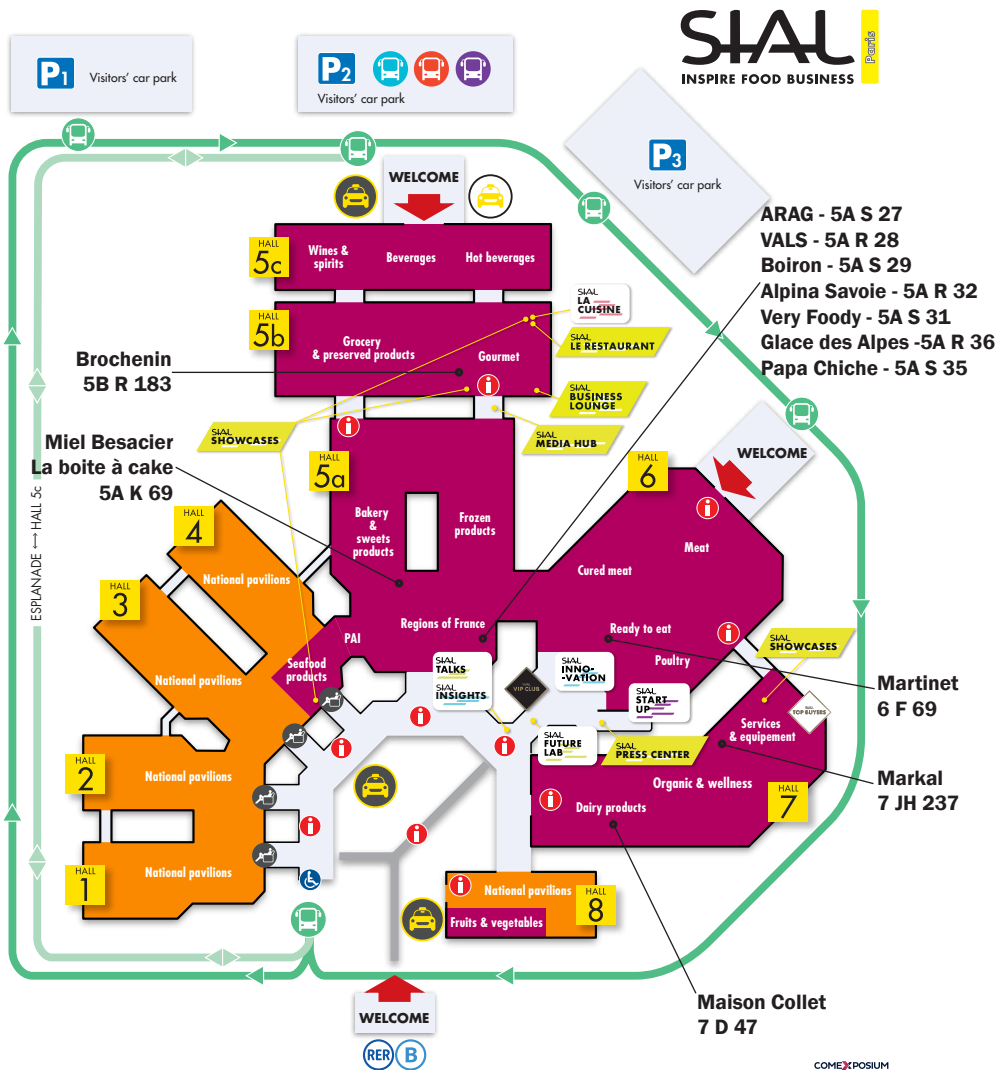 SIAL
Paris
INSPIRE FOOD BUSINESS
P1
Visitors' car park
P2
Visitors' car park
P3
Visitors' car park
WELCOME
ARAG - 5A S 27
VALS - 5A R 28
Boiron - 5A S 29
Alpina Savoie - 5A R 32
Very Foody - 5A S 31
Glace des Alpes -5A R 36
Papa Chiche - 5A S 35
HALL
5c
Wines &
spirits
Beverages
Hot beverages
HALL
5b
Grocery
& preserved products
Gourmet
SIAL
LA
CUISINE
SIAL
LE RESTAURANT
SIAL
BUSINESS
LOUNGE
SIAL
MEDIA HUB
SIAL
SHOWCASES
Brochenin
5B R 183
Miel Besacier
La boite à cake
5A K 69
HALL
5a
Bakery
&
sweets
products
Frozen
products
Regions of France
PAI
Seafood
products
HALL
6
WELCOME
Meat
Cured meat
Ready to eat
Poultry
HALL
4
National pavilions
HALL
3
National pavilions
HALL
2
National pavilions
HALL
1
National pavilions
ESPLANADE ⟷ HALL 5c
SIAL
TALKS
SIAL
INSIGHTS
SIAL
VIP CLUB
SIAL
INNO-
-VATION
SIAL
START
UP
SIAL
FUTURE
LAB
SIAL
PRESS CENTER
SIAL
SHOWCASES
SIAL
TOP BUYERS
Services
& equipement
Organic & wellness
Dairy products
HALL
7
Martinet
6 F 69
Markal
7 JH 237
National pavilions
Fruits & vegetables
HALL
8
Maison Collet
7 D 47
WELCOME
RER B
COMEXPOSIUM